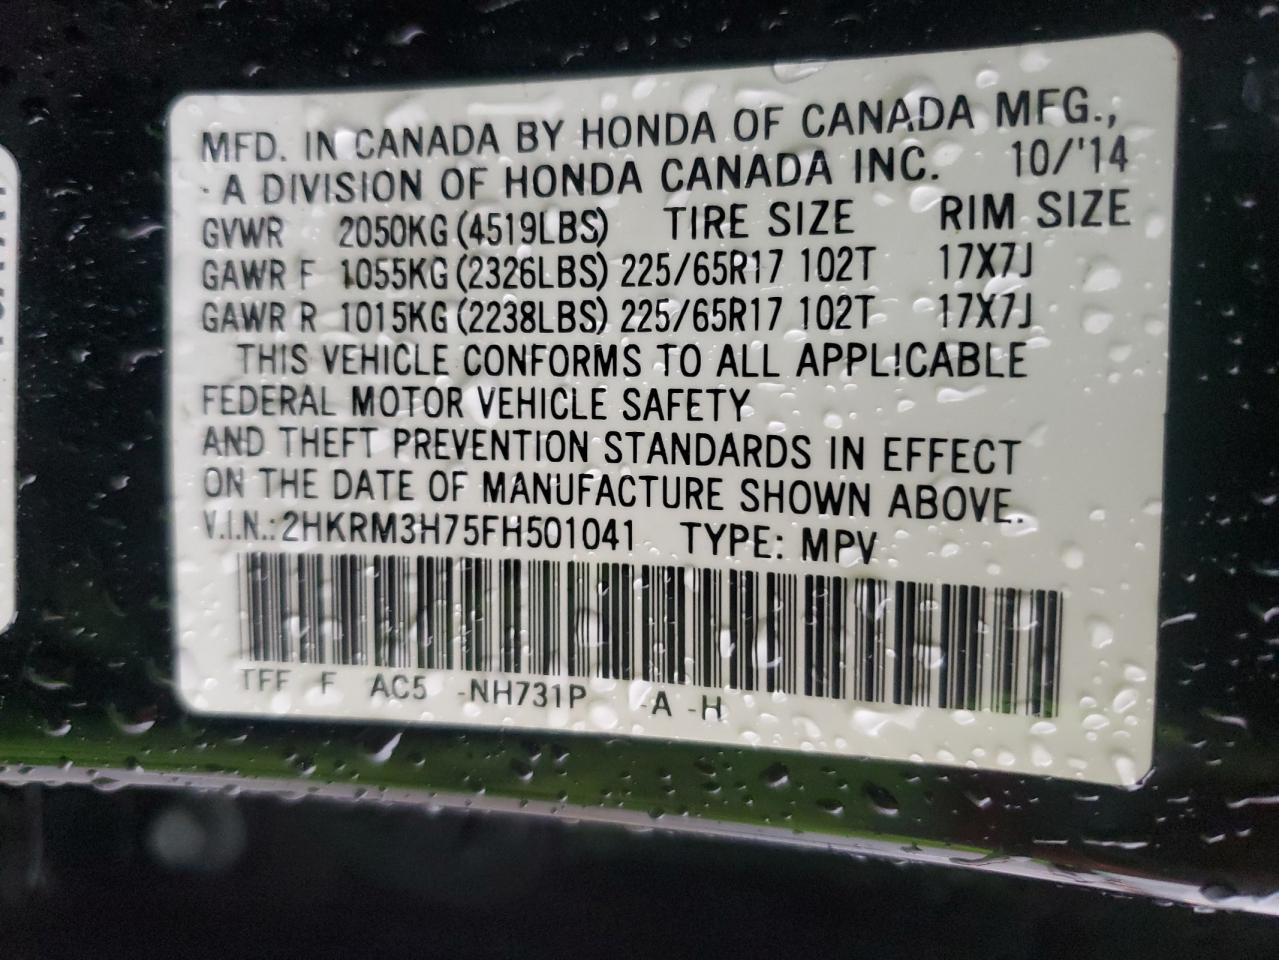 MFD. IN CANADA BY HONDA OF CANADA MFG.,
A DIVISION OF HONDA CANADA INC. 10/'14
GVWR 2050KG (4519LBS) TIRE SIZE RIM SIZE
GAWR F 1055KG (2326LBS) 225/65R17 102T 17X7J
GAWR R 1015KG (2238LBS) 225/65R17 102T 17X7J
THIS VEHICLE CONFORMS TO ALL APPLICABLE
FEDERAL MOTOR VEHICLE SAFETY
AND THEFT PREVENTION STANDARDS IN EFFECT
ON THE DATE OF MANUFACTURE SHOWN ABOVE.
V.I.N.: 2HKRM3H75FH501041 TYPE: MPV
TFF F AC5 -NH731P -A -H